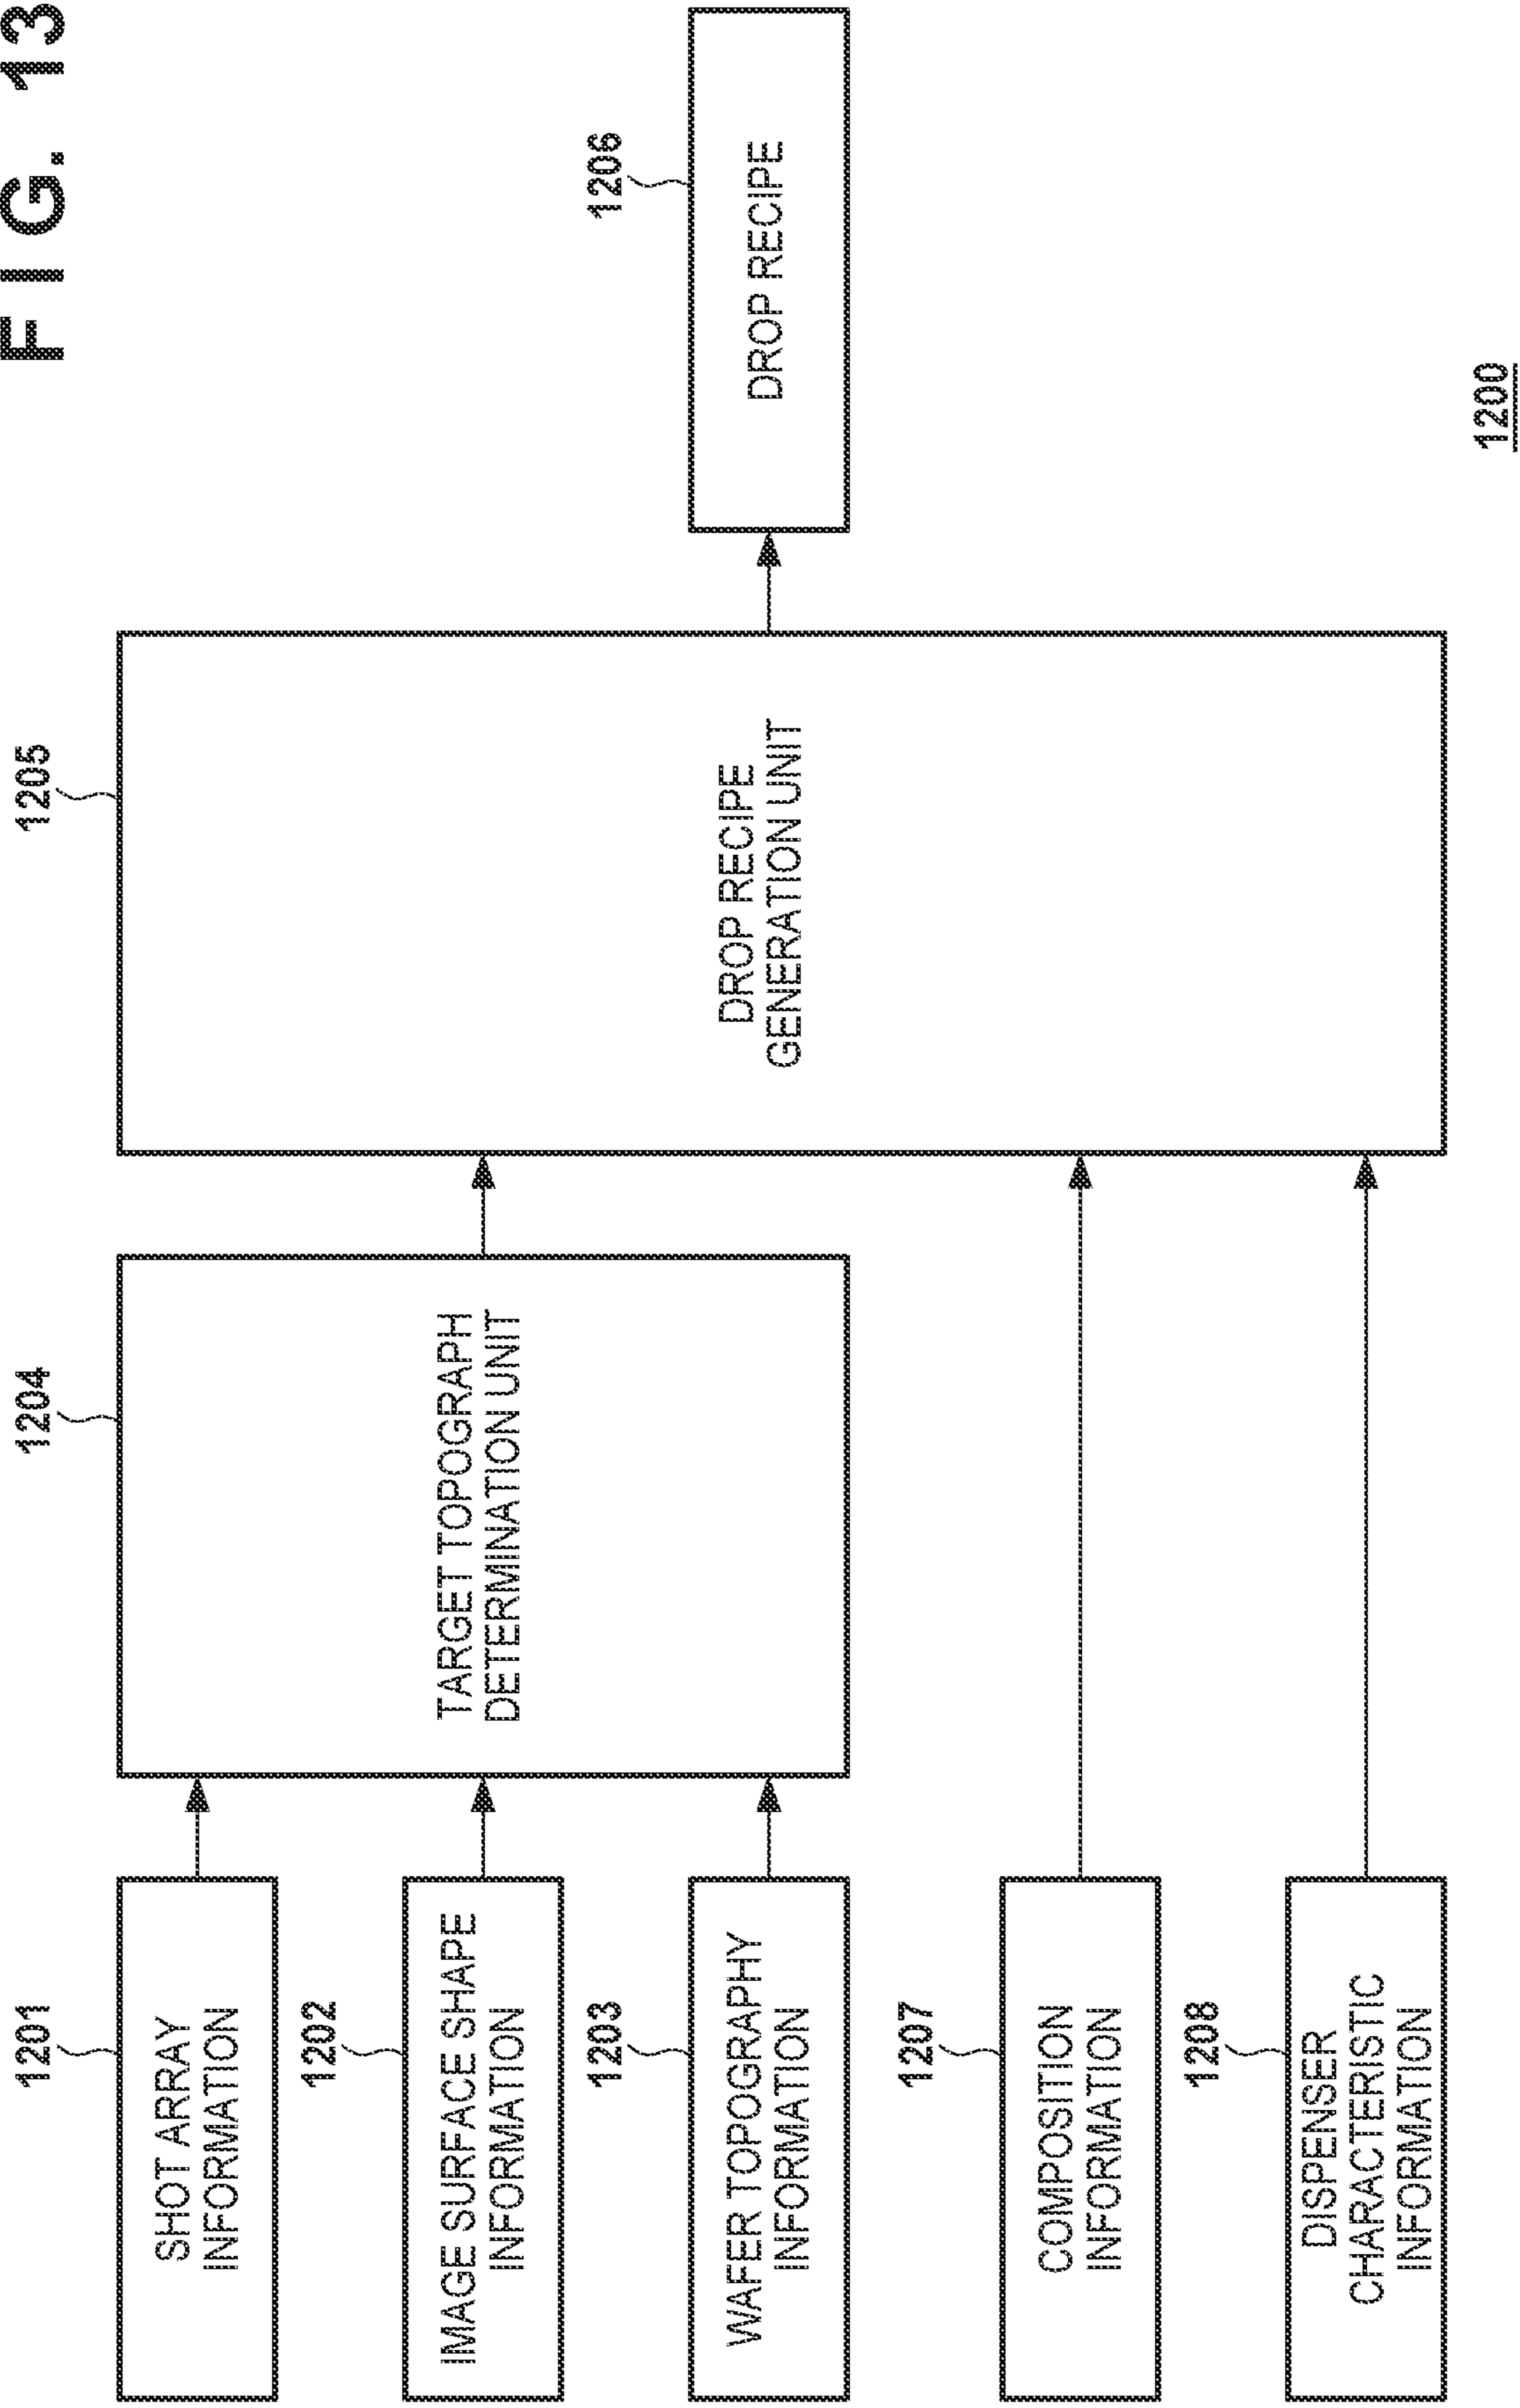 FIG. 13
1201
SHOT ARRAY
INFORMATION
1202
IMAGE SURFACE SHAPE
INFORMATION
1203
WAFER TOPOGRAPHY
INFORMATION
1207
COMPOSITION
INFORMATION
1208
DISPENSER
CHARACTERISTIC
INFORMATION
1204
TARGET TOPOGRAPH
DETERMINATION UNIT
1205
DROP RECIPE
GENERATION UNIT
1206
DROP RECIPE
1200